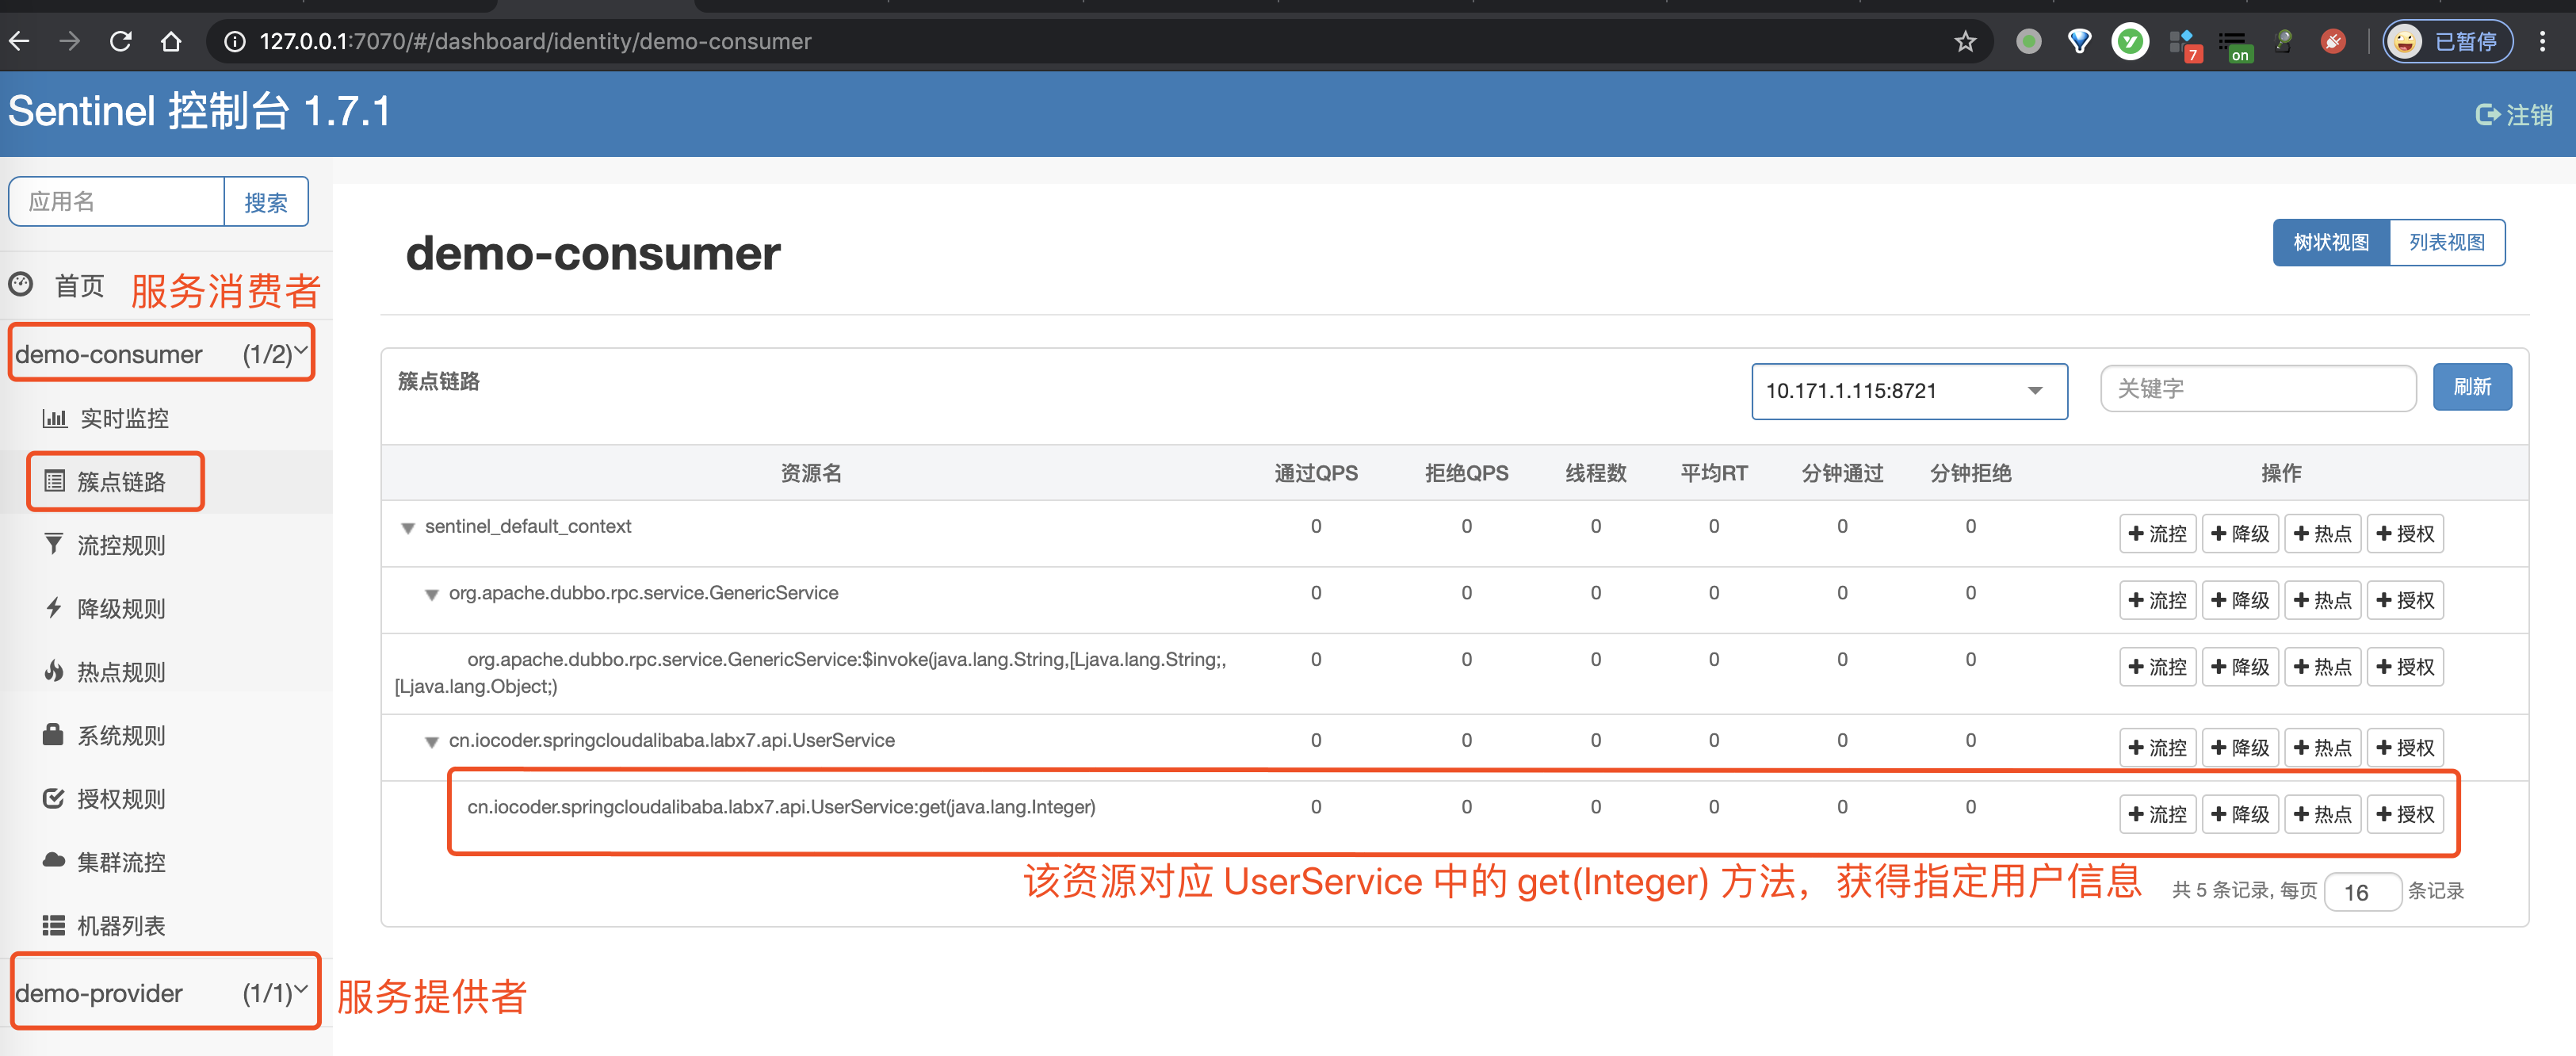 127.0.0.1:7070/#/dashboard/identity/demo-consumer
7
on
已暂停
Sentinel 控制台 1.7.1
注销
应用名
搜索
首页
服务消费者
demo-consumer (1/2)
实时监控
簇点链路
流控规则
降级规则
热点规则
系统规则
授权规则
集群流控
机器列表
demo-provider (1/1)
服务提供者
demo-consumer
树状视图
列表视图
簇点链路
10.171.1.115:8721
关键字
刷新
资源名 通过QPS 拒绝QPS 线程数 平均RT 分钟通过 分钟拒绝 操作
sentinel_default_context 0 0 0 0 0 0 + 流控 + 降级 + 热点 + 授权
org.apache.dubbo.rpc.service.GenericService 0 0 0 0 0 0 + 流控 + 降级 + 热点 + 授权
org.apache.dubbo.rpc.service.GenericService:$invoke(java.lang.String,[Ljava.lang.String;, 0 0 0 0 0 0 + 流控 + 降级 + 热点 + 授权
[Ljava.lang.Object;)
cn.iocoder.springcloudalibaba.labx7.api.UserService 0 0 0 0 0 0 + 流控 + 降级 + 热点 + 授权
cn.iocoder.springcloudalibaba.labx7.api.UserService:get(java.lang.Integer) 0 0 0 0 0 0 + 流控 + 降级 + 热点 + 授权
该资源对应 UserService 中的 get(Integer) 方法，获得指定用户信息
共 5 条记录, 每页 16 条记录